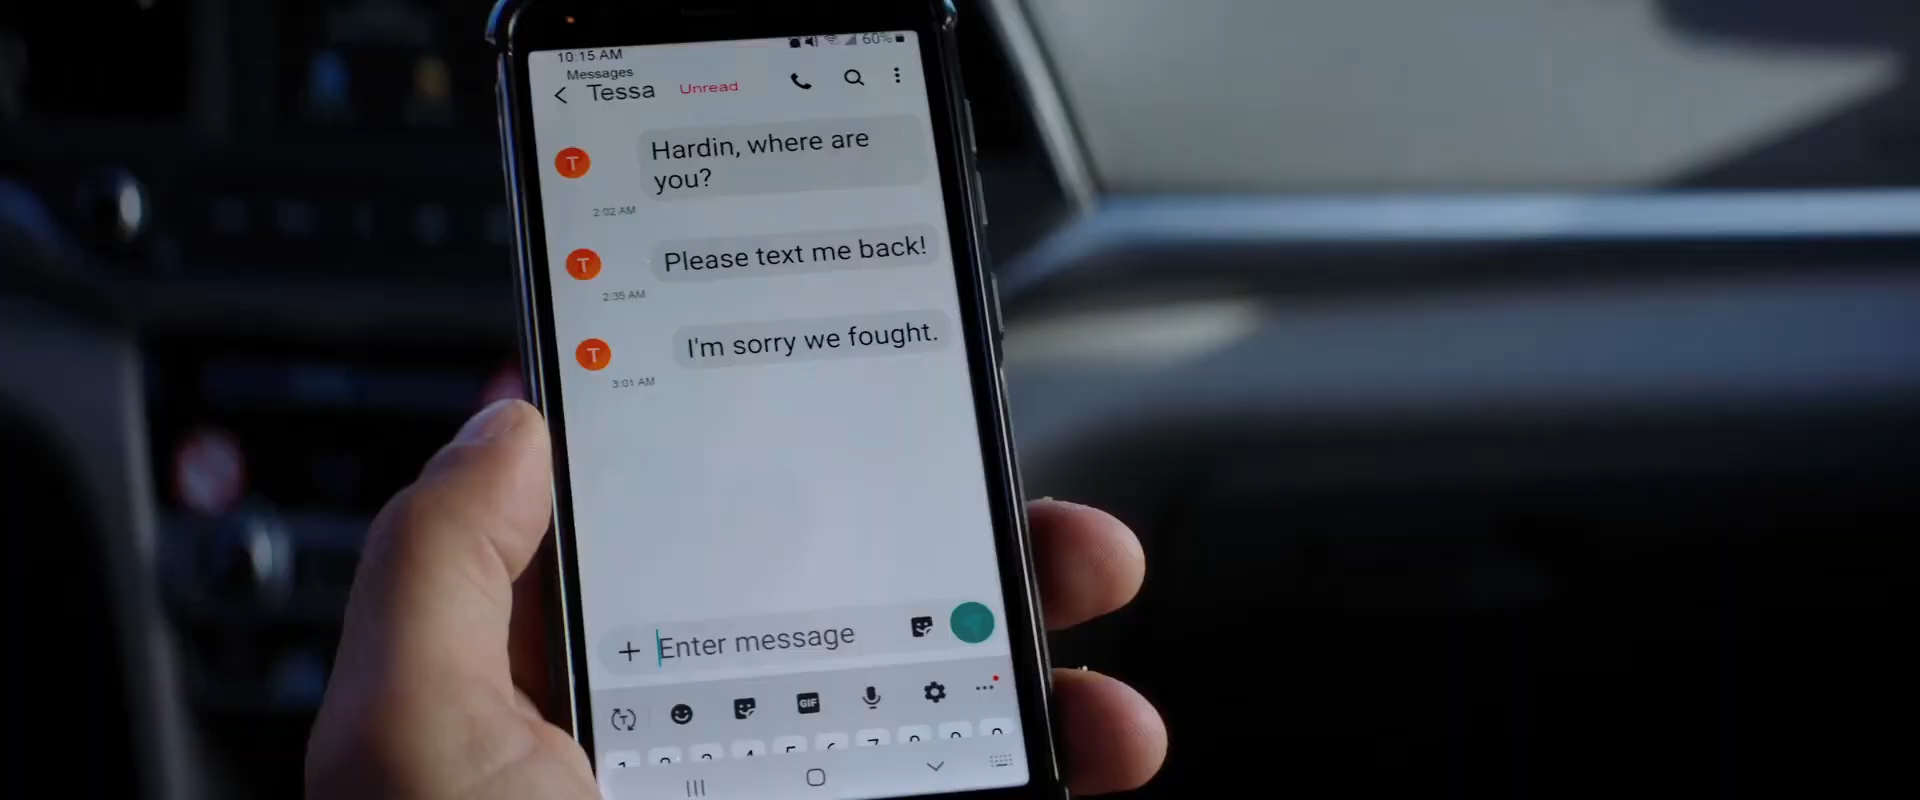 10:15 AM 60%
Messages
Tessa Unread
T Hardin, where are
you?
2:02 AM
T Please text me back!
2:35 AM
T I'm sorry we fought.
3:01 AM
Enter message
T GIF